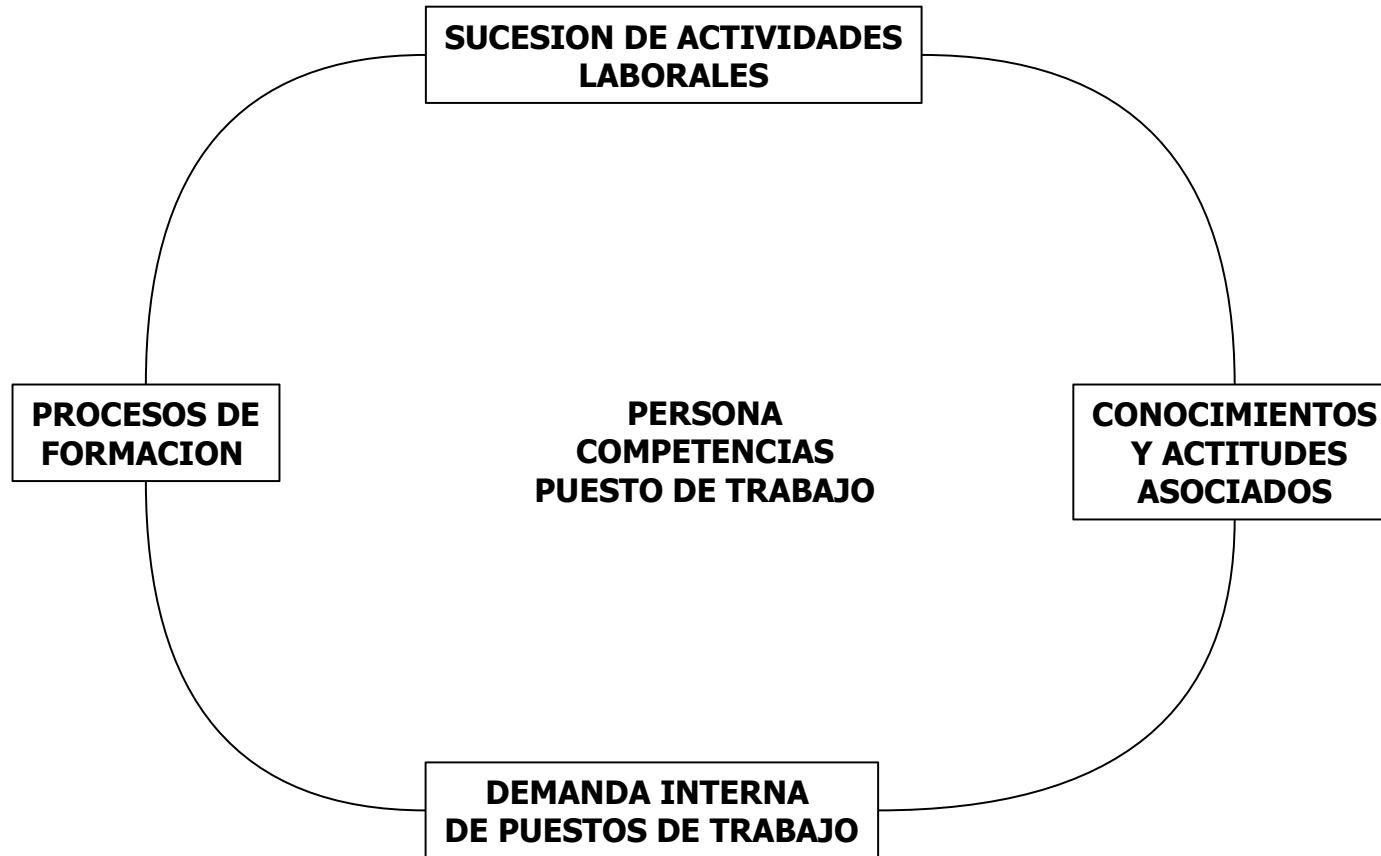 SUCESION DE ACTIVIDADES
LABORALES
PROCESOS DE
FORMACION
PERSONA
COMPETENCIAS
PUESTO DE TRABAJO
CONOCIMIENTOS
Y ACTITUDES
ASOCIADOS
DEMANDA INTERNA
DE PUESTOS DE TRABAJO